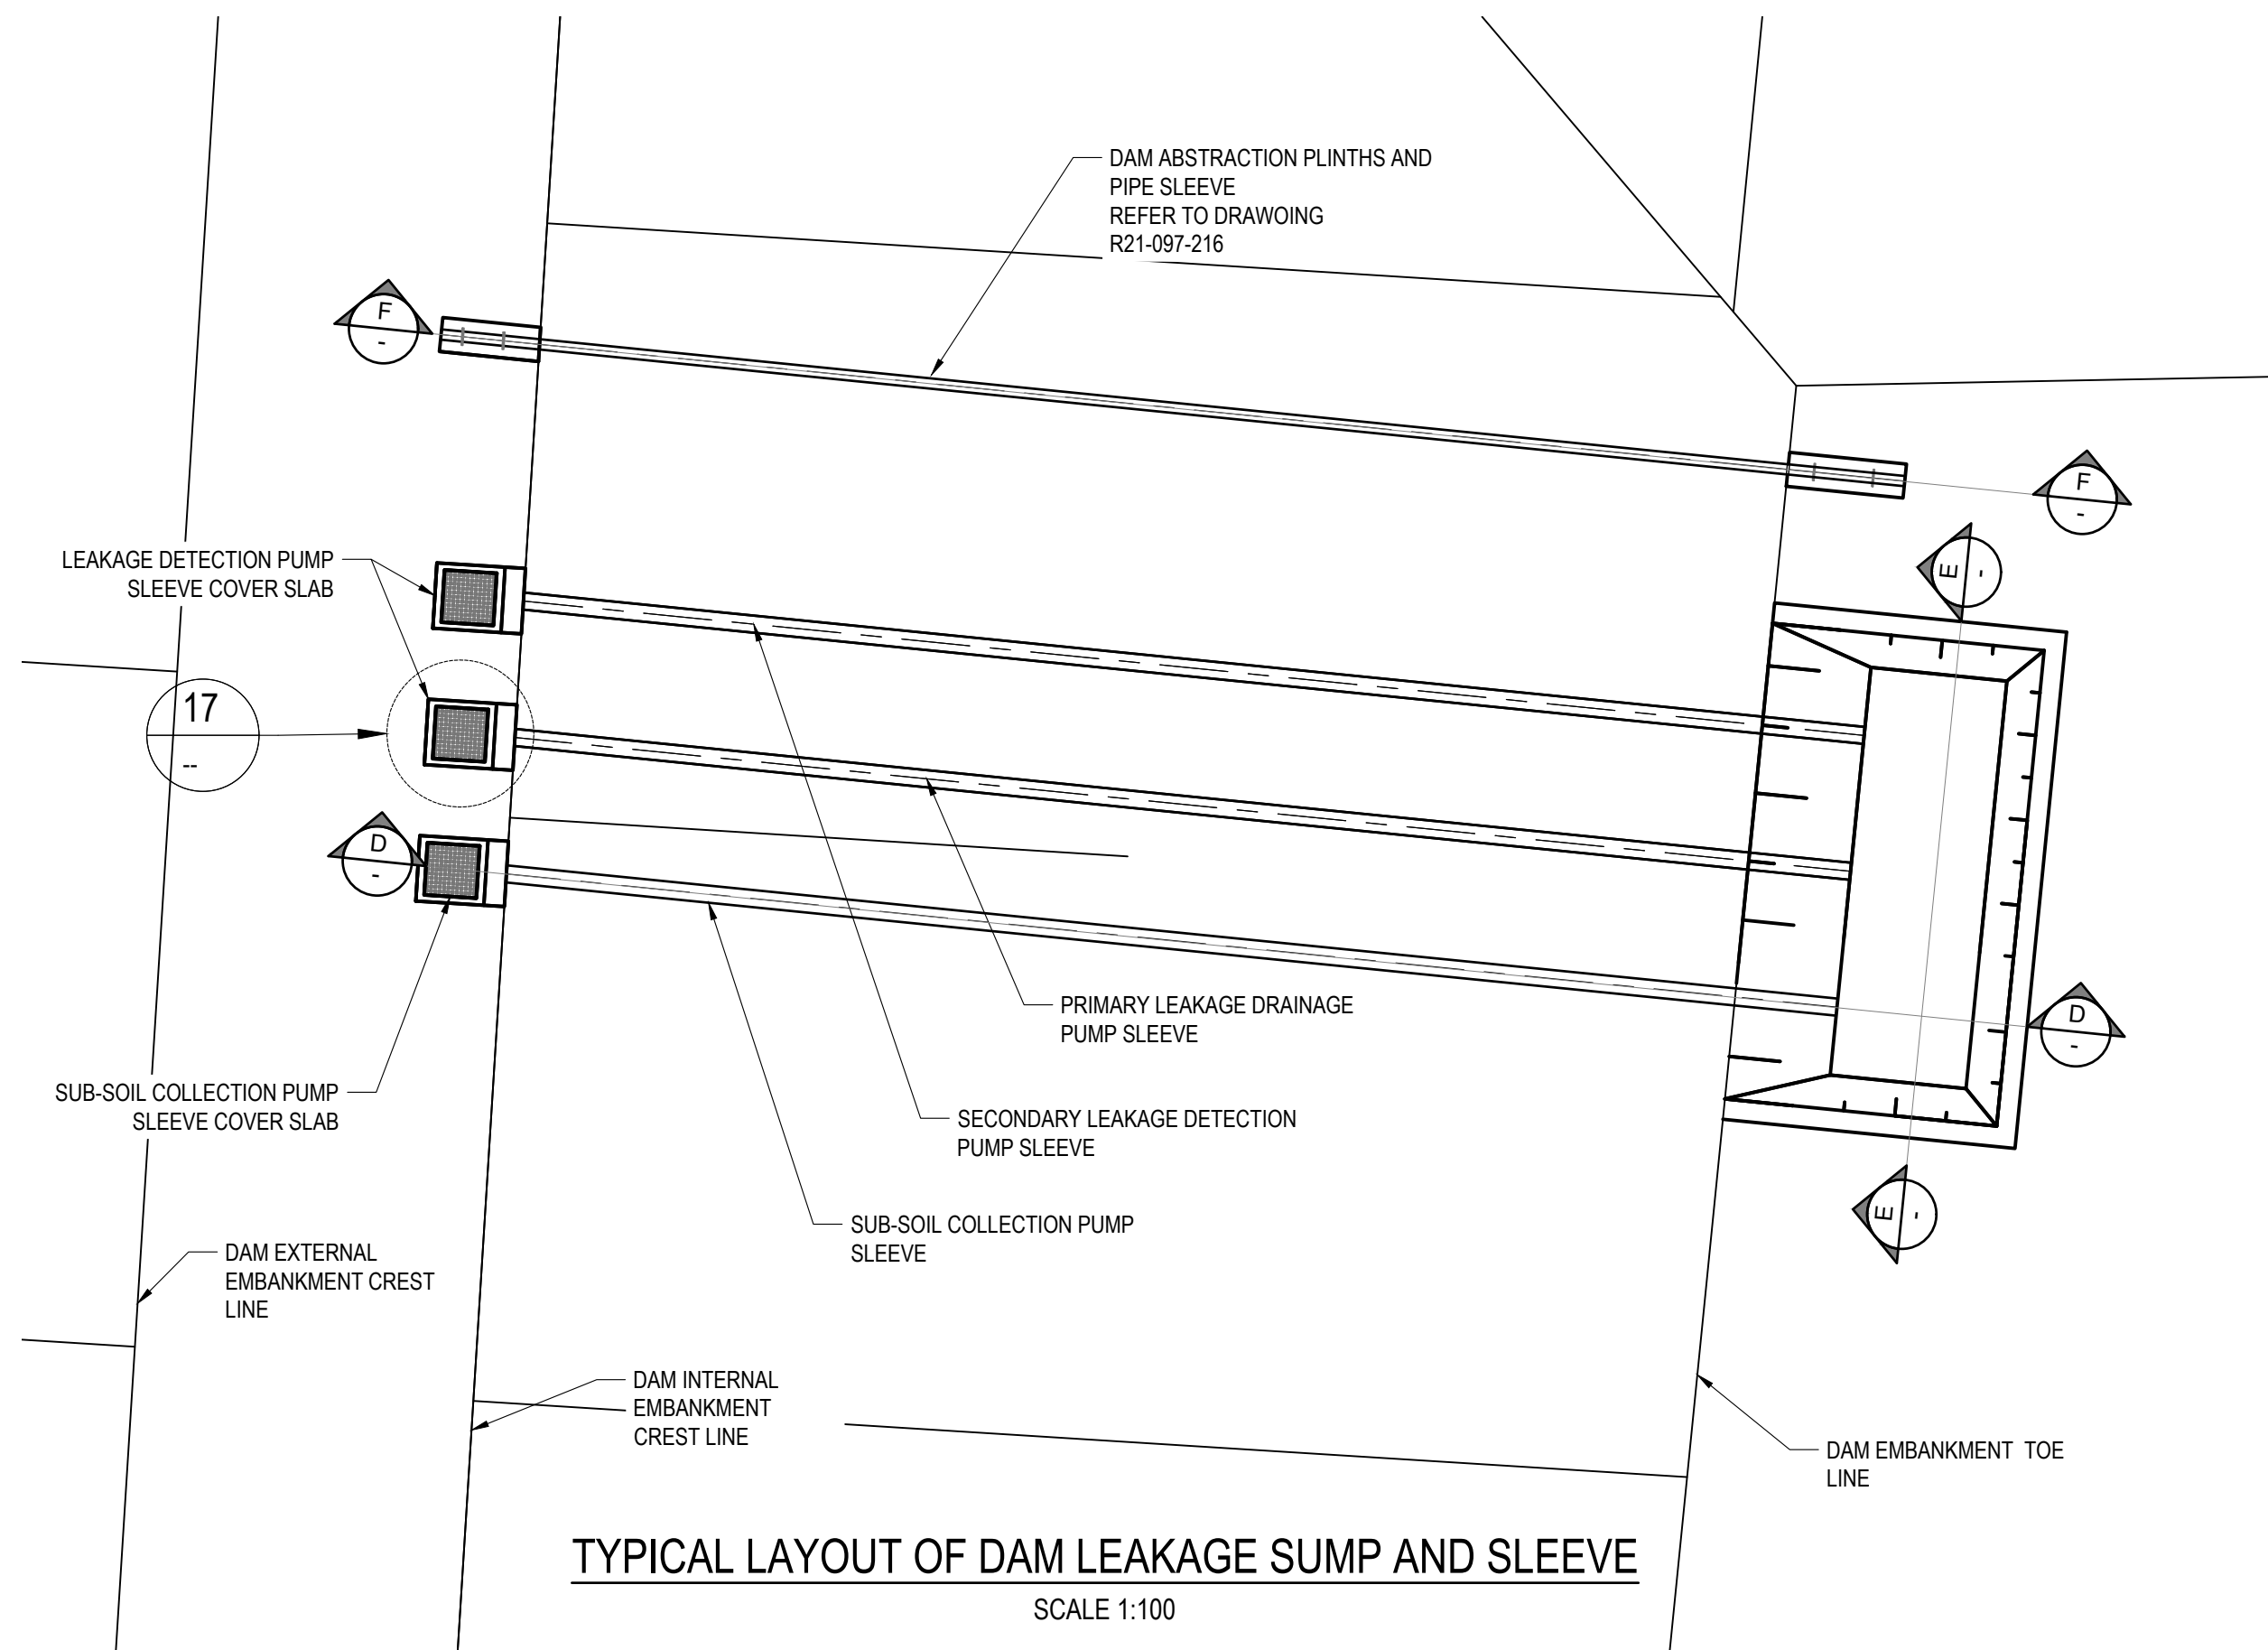 DAM ABSTRACTION PLINTHS AND
PIPE SLEEVE
REFER TO DRAWOING
R21-097-216
F
-
F
-
E
-
LEAKAGE DETECTION PUMP
SLEEVE COVER SLAB
17
--
D
-
D
-
PRIMARY LEAKAGE DRAINAGE
PUMP SLEEVE
SUB-SOIL COLLECTION PUMP
SLEEVE COVER SLAB
SECONDARY LEAKAGE DETECTION
PUMP SLEEVE
E
-
SUB-SOIL COLLECTION PUMP
SLEEVE
DAM EXTERNAL
EMBANKMENT CREST
LINE
DAM INTERNAL
EMBANKMENT
CREST LINE
DAM EMBANKMENT TOE
LINE
TYPICAL LAYOUT OF DAM LEAKAGE SUMP AND SLEEVE
SCALE 1:100